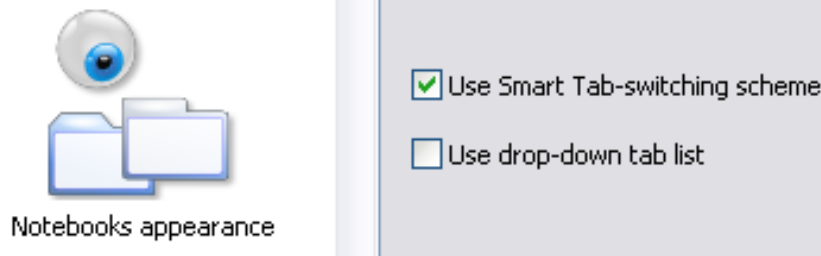 Use Smart Tab-switching scheme
Use drop-down tab list
Notebooks appearance